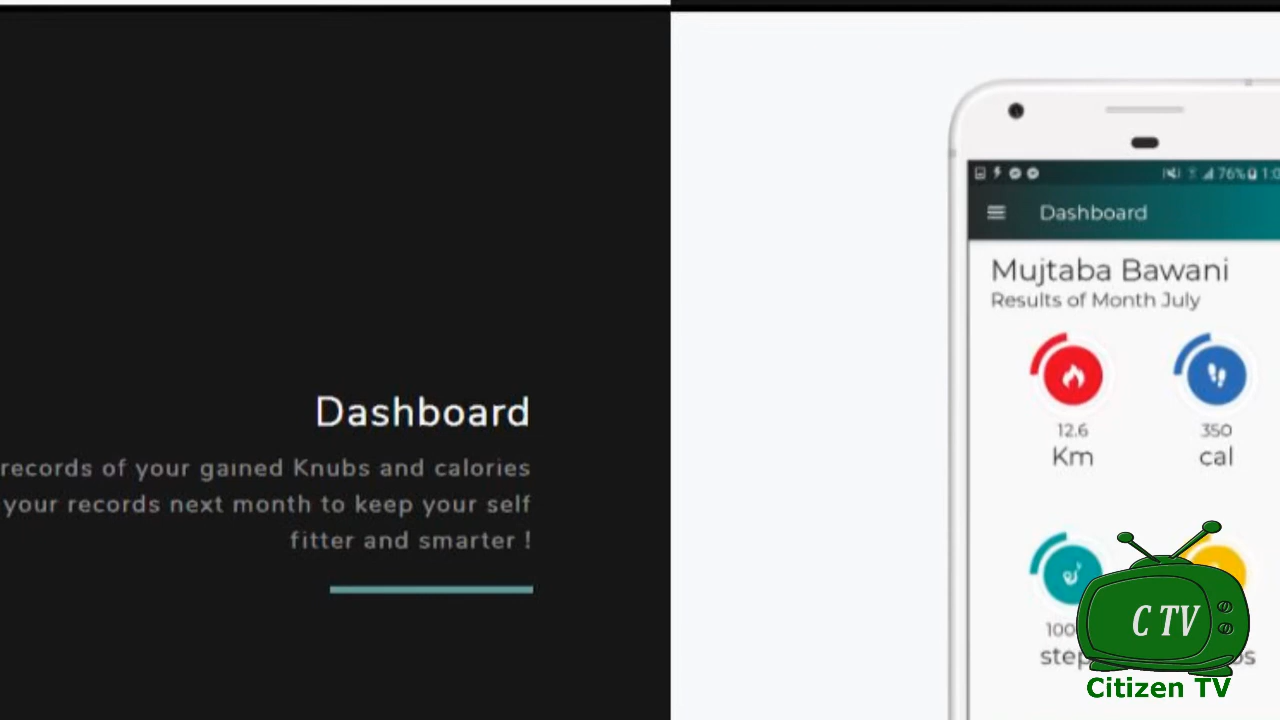 Dashboard
records of your gained Knubs and calories
your records next month to keep your self
fitter and smarter !
76%
Dashboard
Mujtaba Bawani
Results of Month July
12.6
Km
350
cal
C TV
Citizen TV